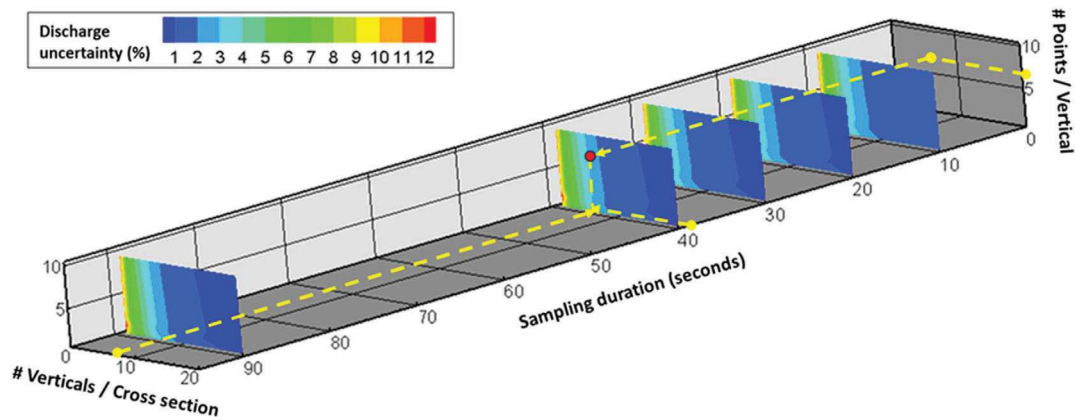 Discharge
uncertainty (%)
1 2 3 4 5 6 7 8 9 10 11 12
# Points / Vertical
10
5
0
10
5
0
10
20
# Verticals / Cross section
90
80
70
60
50
40
30
20
10
Sampling duration (seconds)